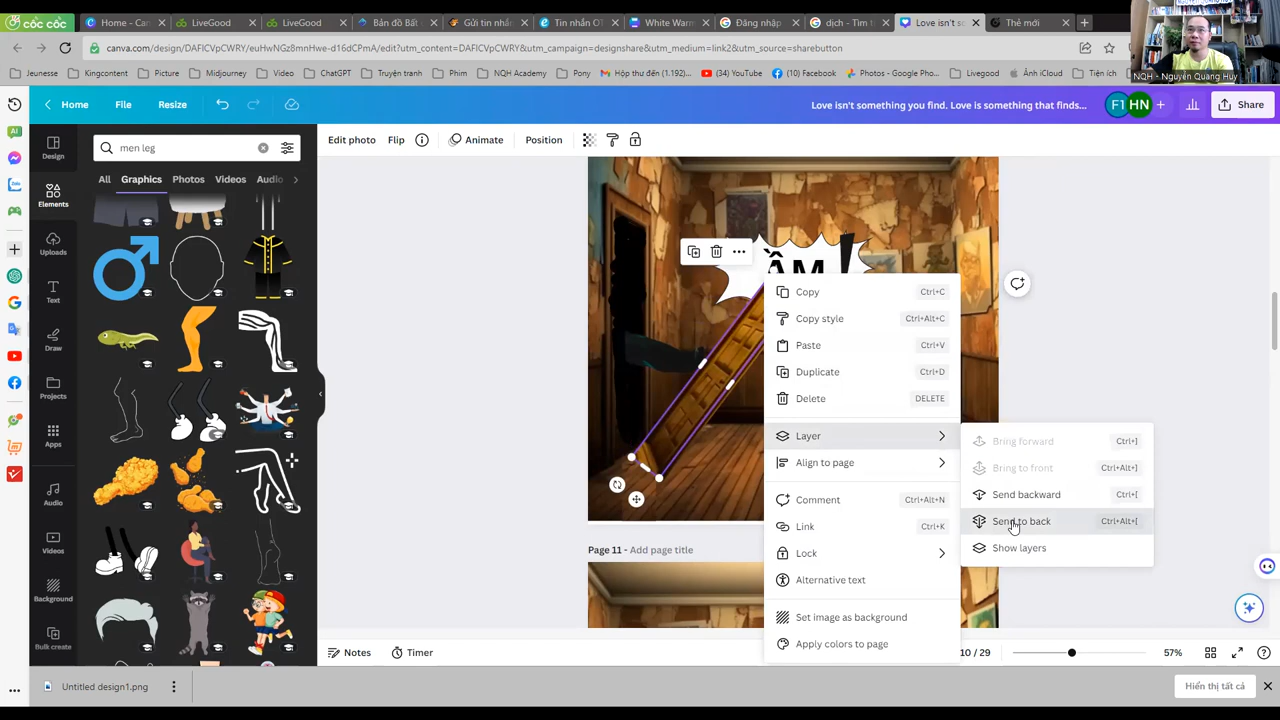 cốc cốc
Home - Can
LiveGood
LiveGood
Bản đồ Bất
Gửi tin nhắn
Tin nhắn OT
White Warm
Đăng nhập
dịch - Tìm t
Love isn't s
Thẻ mới
canva.com/design/DAFlCVpCWRY/euHwNGz8mnHwe-d16dCPmA/edit?utm_content=DAFlCVpCWRY&utm_campaign=designshare&utm_medium=link2&utm_source=sharebutton
Jeunesse
Kingcontent
Picture
Midjourney
Video
ChatGPT
Truyện tranh
Phim
NQH Academy
Pony
Hộp thư đến (1.192)...
(34) YouTube
(10) Facebook
Photos - Google Pho...
Livegood
Ảnh iCloud
Tiện ích
NQH - Nguyễn Quang Huy
Home
File
Resize
Love isn't something you find. Love is something that finds...
F1
HN
Share
Design
Elements
Uploads
Text
Draw
Projects
Apps
Audio
Videos
Background
Bulk create
men leg
All
Graphics
Photos
Videos
Audio
Edit photo
Flip
Animate
Position
ẦM !
Copy Ctrl+C
Copy style Ctrl+Alt+C
Paste Ctrl+V
Duplicate Ctrl+D
Delete DELETE
Layer
Align to page
Comment Ctrl+Alt+N
Link Ctrl+K
Lock
Alternative text
Set image as background
Apply colors to page
Bring forward Ctrl+]
Bring to front Ctrl+Alt+]
Send backward Ctrl+[
Send to back Ctrl+Alt+[
Show layers
Page 11 - Add page title
Notes
Timer
10 / 29
57%
Untitled design1.png
Hiển thị tất cả